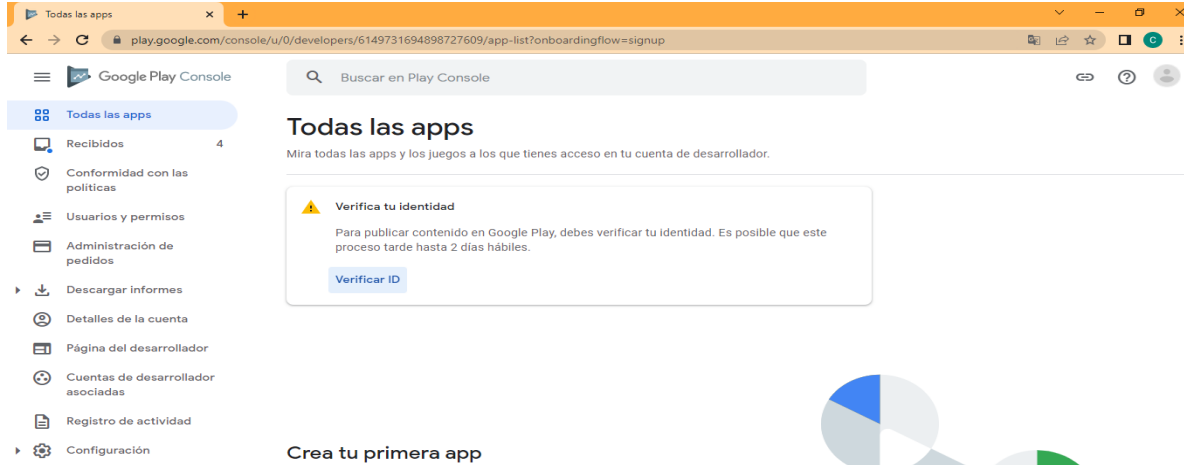 Todas las apps
play.google.com/console/u/0/developers/6149731694898727609/app-list?onboardingflow=signup
C
Google Play Console
Buscar en Play Console
Todas las apps
Recibidos 4
Conformidad con las
políticas
Usuarios y permisos
Administración de
pedidos
Descargar informes
Detalles de la cuenta
Página del desarrollador
Cuentas de desarrollador
asociadas
Registro de actividad
Configuración
Todas las apps
Mira todas las apps y los juegos a los que tienes acceso en tu cuenta de desarrollador.
Verifica tu identidad
Para publicar contenido en Google Play, debes verificar tu identidad. Es posible que este
proceso tarde hasta 2 días hábiles.
Verificar ID
Crea tu primera app